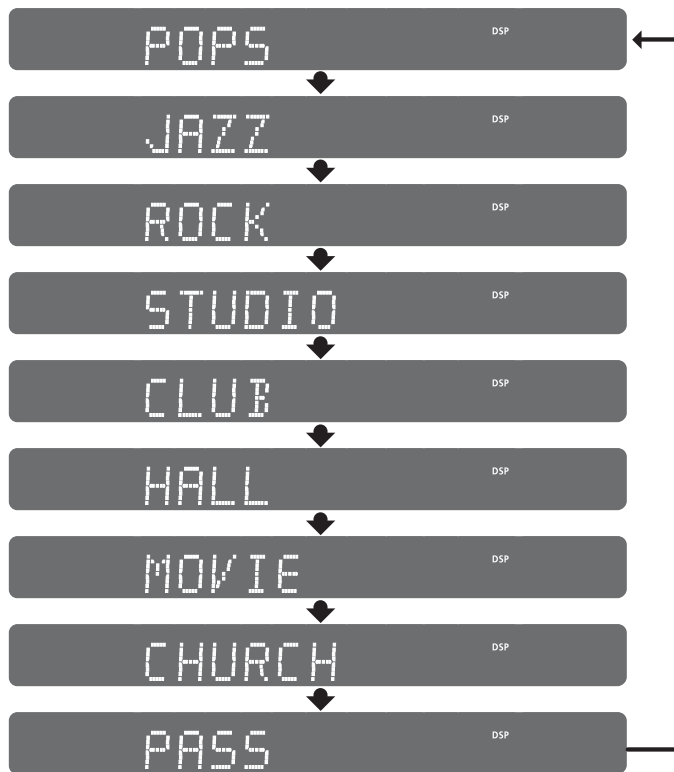 POPS DSP
JAZZ DSP
ROCK DSP
STUDIO DSP
CLUB DSP
HALL DSP
MOVIE DSP
CHURCH DSP
PASS DSP